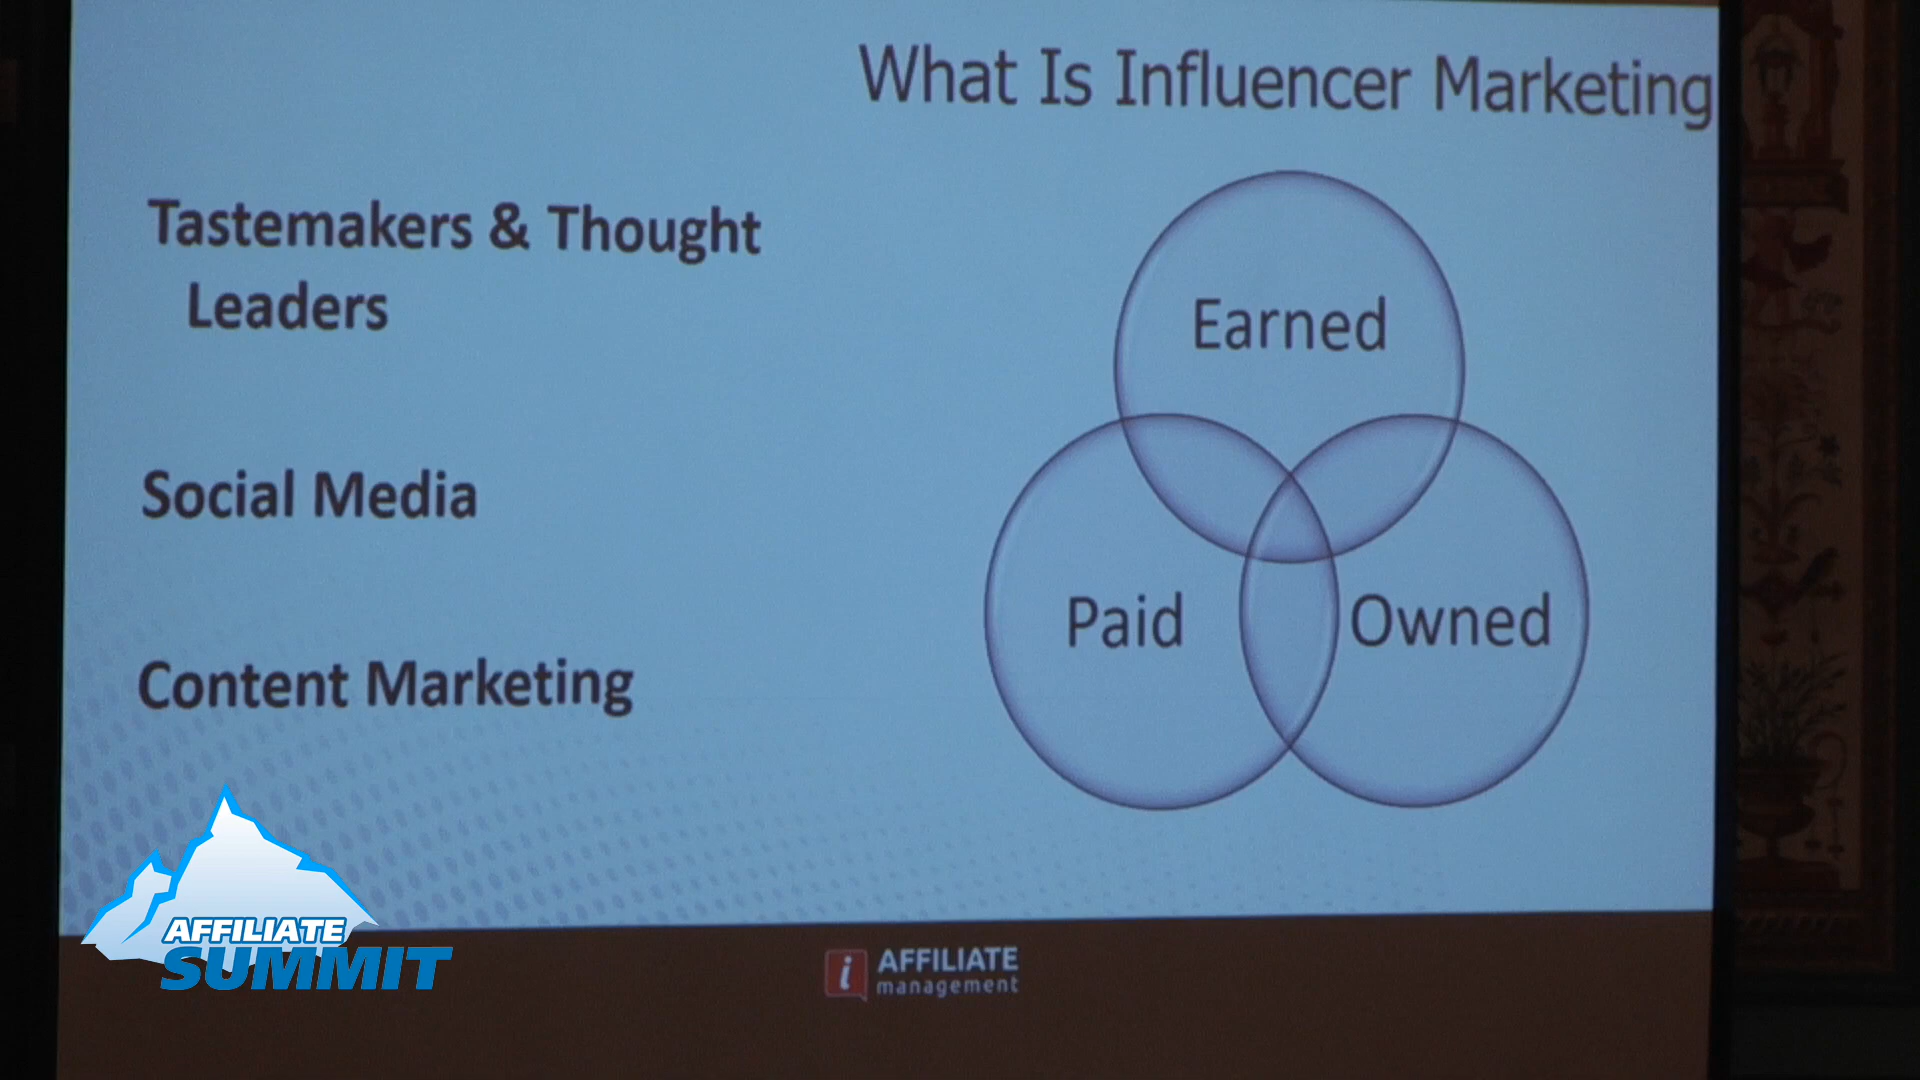 What Is Influencer Marketing
Tastemakers & Thought
Leaders
Social Media
Content Marketing
Earned
Paid
Owned
AFFILIATE
SUMMIT
i AFFILIATE
management